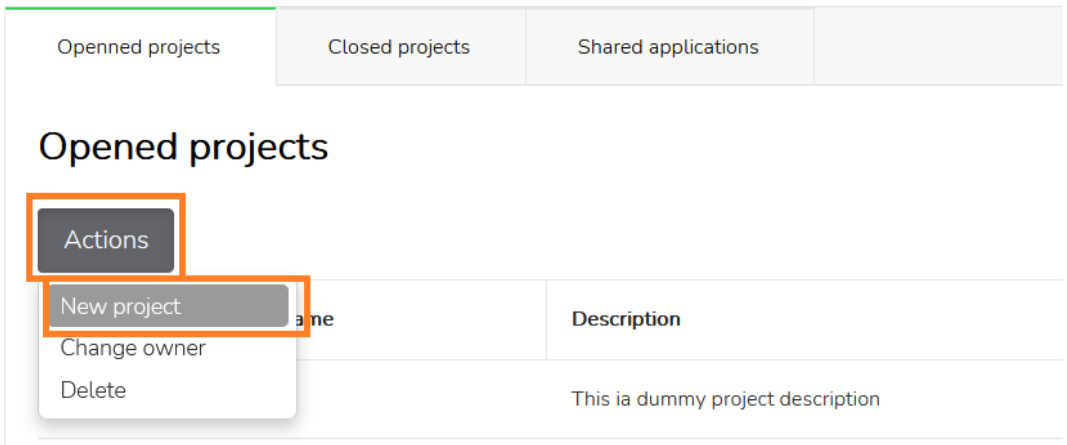 Openned projects Closed projects Shared applications
Opened projects
Actions
New project
ame Description
Change owner
Delete
This ia dummy project description